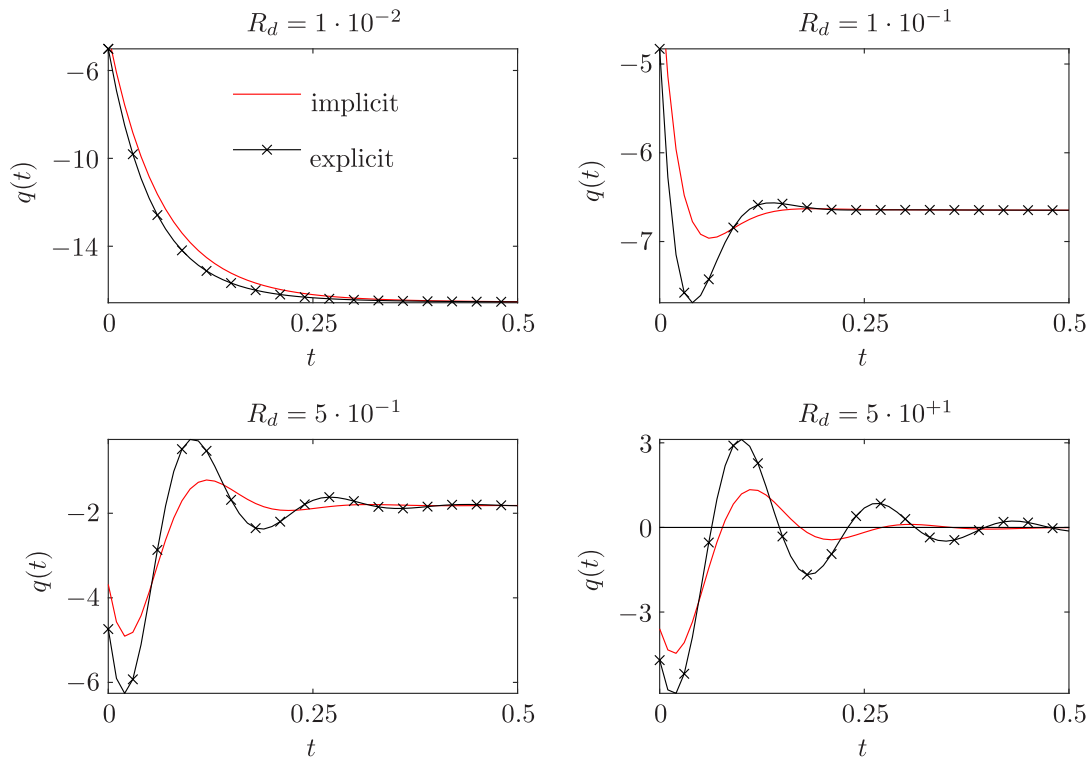 R_d = 1 · 10^{-2}
q(t)
−6
−10
−14
implicit
explicit
0
0.25
0.5
t
R_d = 1 · 10^{-1}
q(t)
−5
−6
−7
0
0.25
0.5
t
R_d = 5 · 10^{-1}
q(t)
−2
−4
−6
0
0.25
0.5
t
R_d = 5 · 10^{+1}
q(t)
3
0
−3
0
0.25
0.5
t